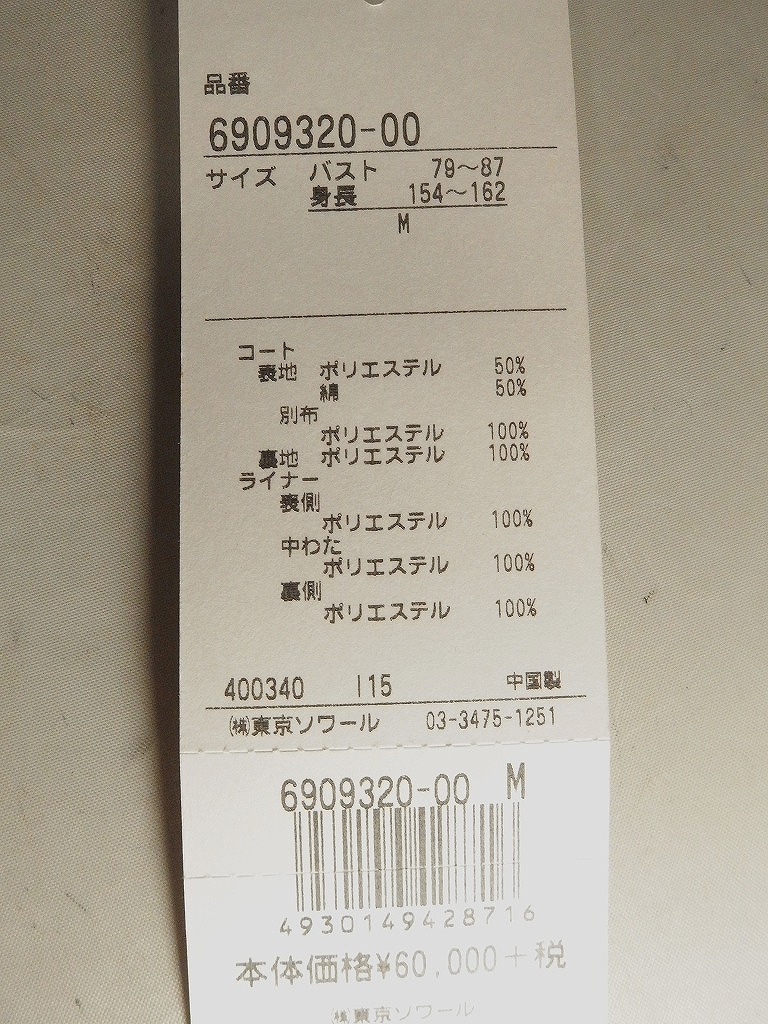 品番
6909320-00
サイズ バスト 79～87
身長 154～162
M
コート
表地 ポリエステル 50%
綿 50%
別布
ポリエステル 100%
裏地 ポリエステル 100%
ライナー
表側
ポリエステル 100%
中わた
ポリエステル 100%
裏側
ポリエステル 100%
400340 I15 中国製
㈱東京ソワール 03-3475-1251
6909320-00 M
4930149428716
本体価格¥60,000+税
㈱東京ソワール